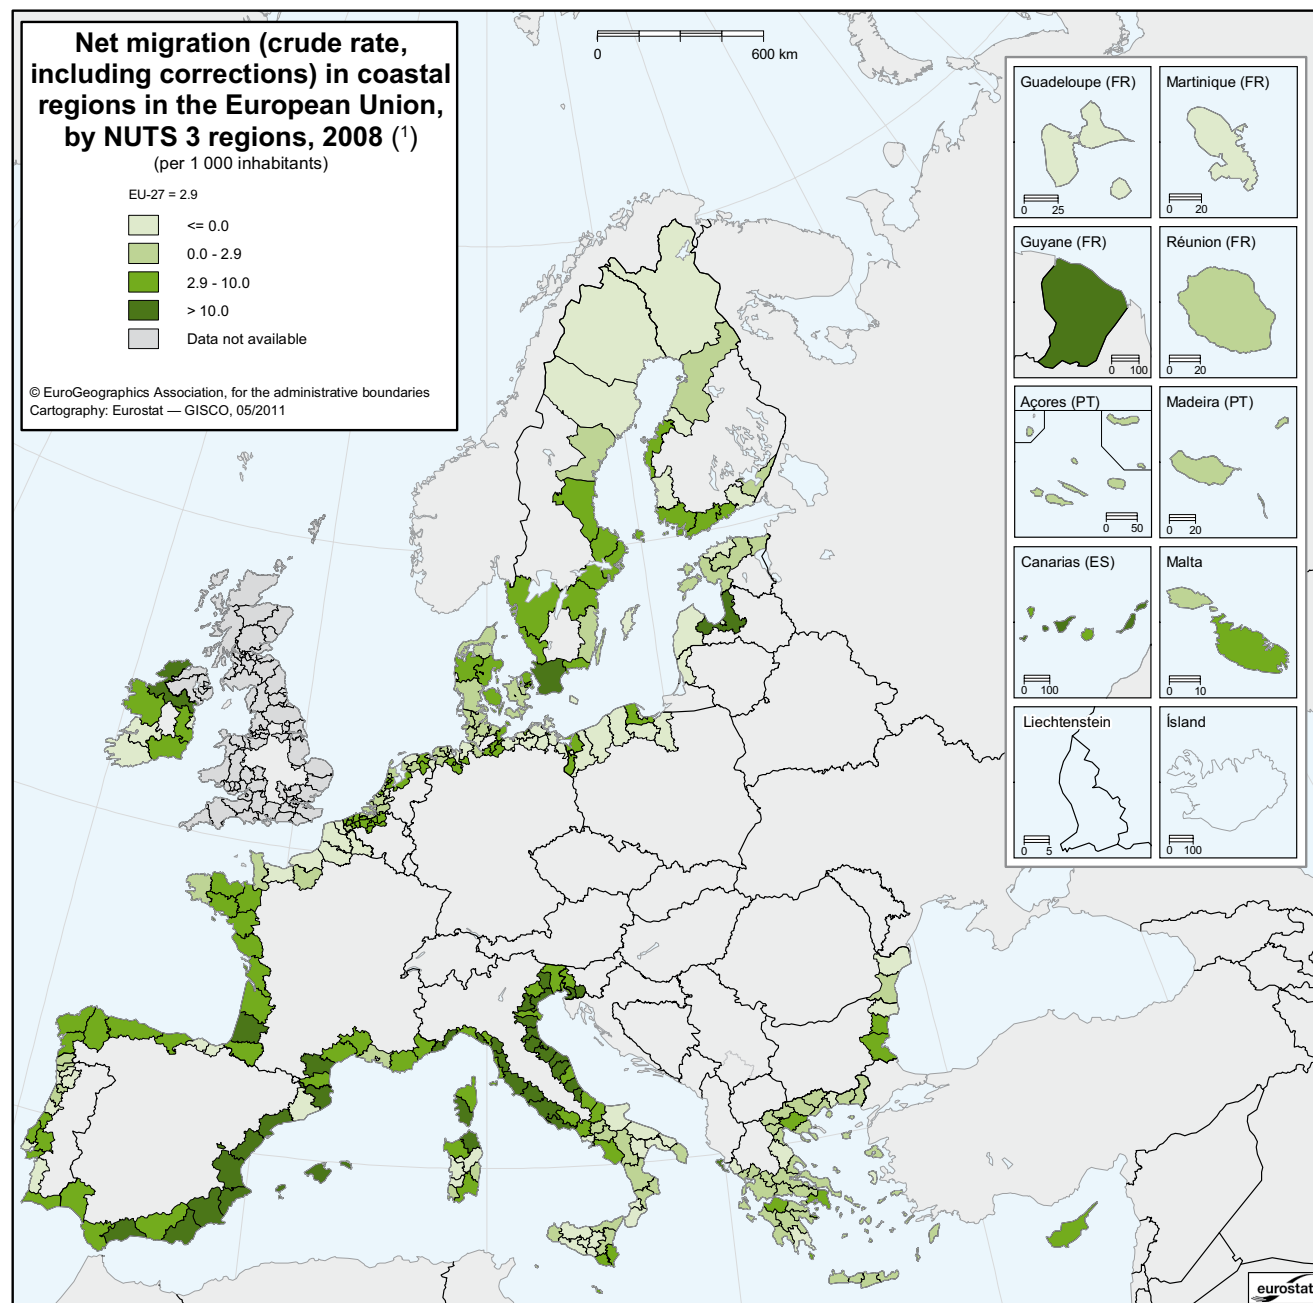 Net migration (crude rate,
including corrections) in coastal
regions in the European Union,
by NUTS 3 regions, 2008 (¹)
(per 1 000 inhabitants)
EU-27 = 2.9
<= 0.0
0.0 - 2.9
2.9 - 10.0
> 10.0
Data not available
© EuroGeographics Association, for the administrative boundaries
Cartography: Eurostat — GISCO, 05/2011
0 600 km
Guadeloupe (FR)
0 25
Martinique (FR)
0 20
Guyane (FR)
0 100
Réunion (FR)
0 20
Açores (PT)
0 50
Madeira (PT)
0 20
Canarias (ES)
0 100
Malta
0 10
Liechtenstein
0 5
Ísland
0 100
eurostat